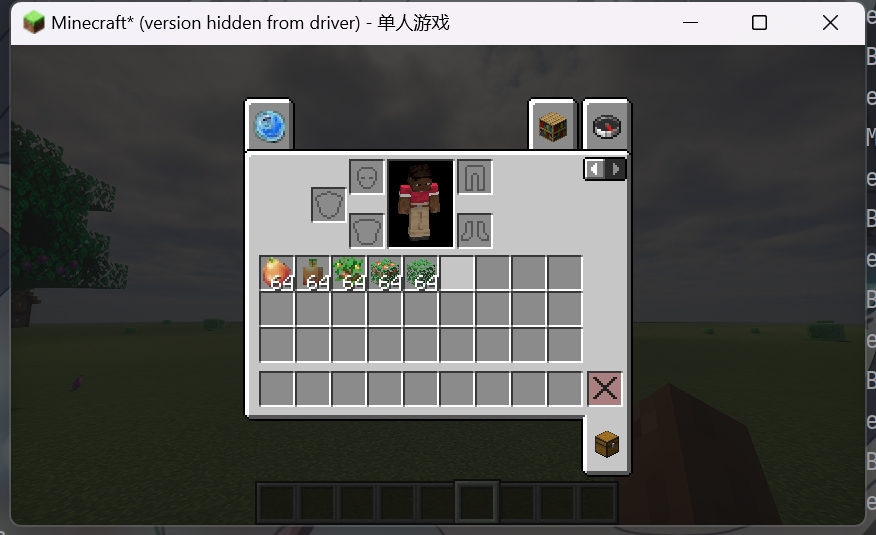 Minecraft* (version hidden from driver) - 单人游戏
64 64 64 64 64